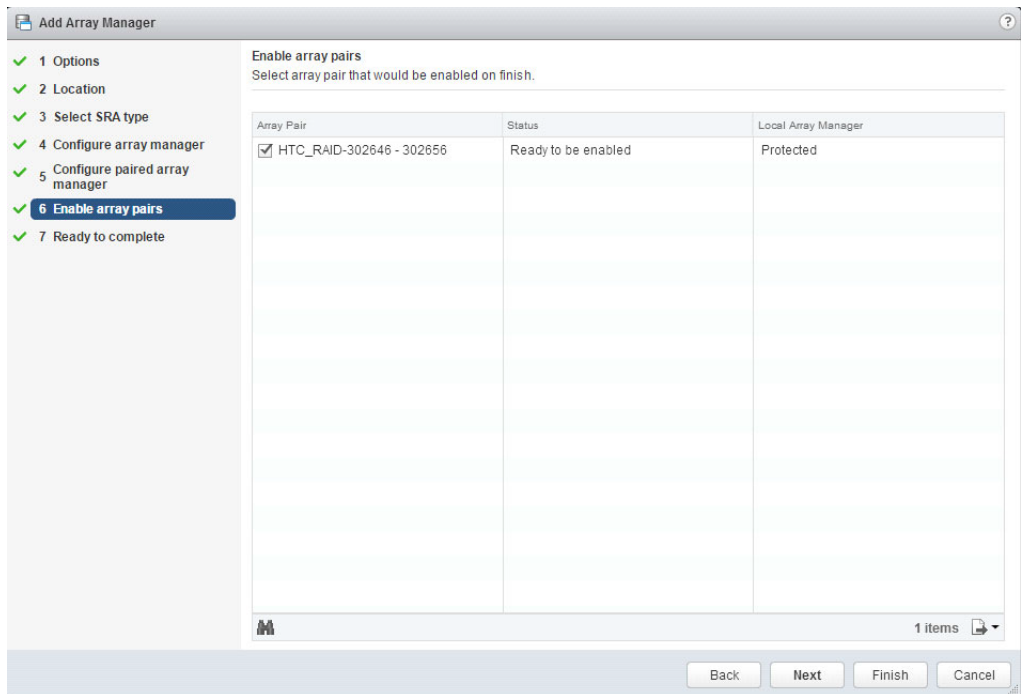 Add Array Manager
?
1 Options
2 Location
3 Select SRA type
4 Configure array manager
5 Configure paired array
manager
6 Enable array pairs
7 Ready to complete
Enable array pairs
Select array pair that would be enabled on finish.
Array Pair Status Local Array Manager
HTC_RAID-302646 - 302656 Ready to be enabled Protected
1 items
Back Next Finish Cancel